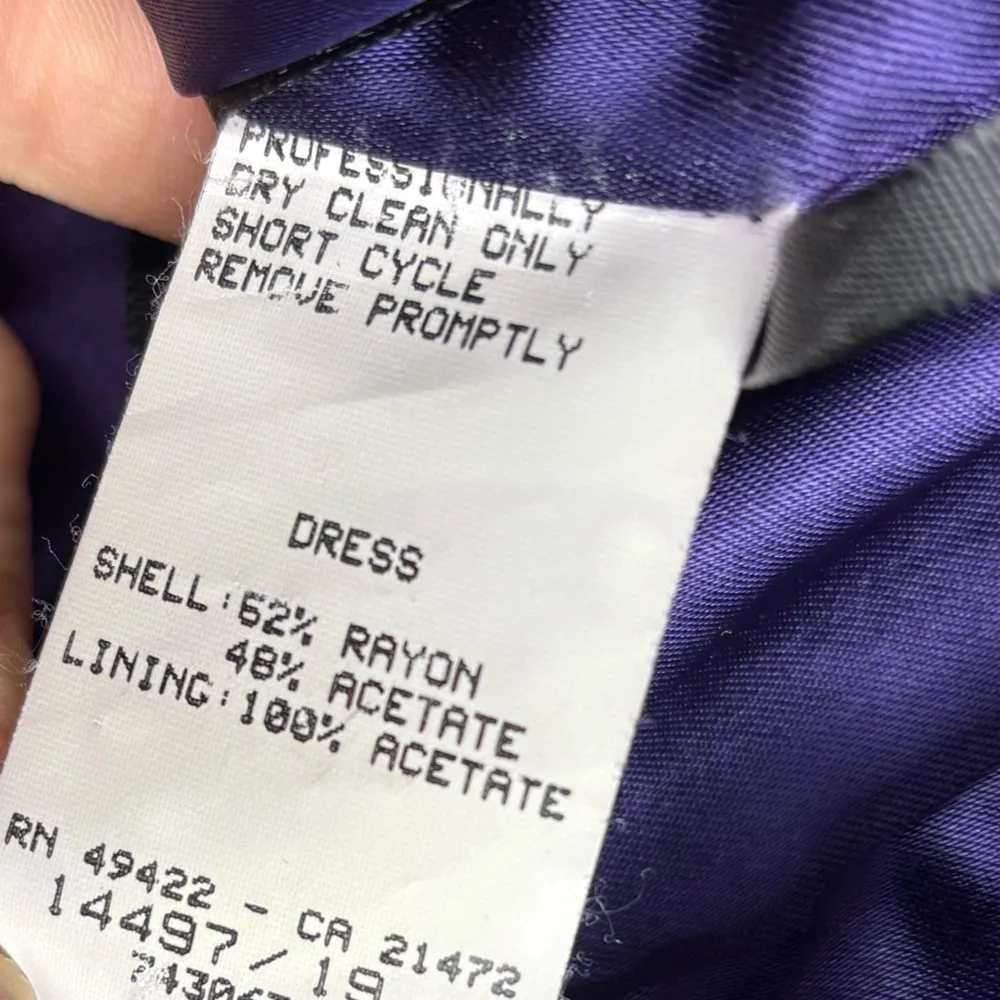 PROFESSIONALLY
DRY CLEAN ONLY
SHORT CYCLE
REMOVE PROMPTLY
DRESS
SHELL:62% RAYON
48% ACETATE
LINING:100% ACETATE
RN 49422 - CA 21472
14497/19